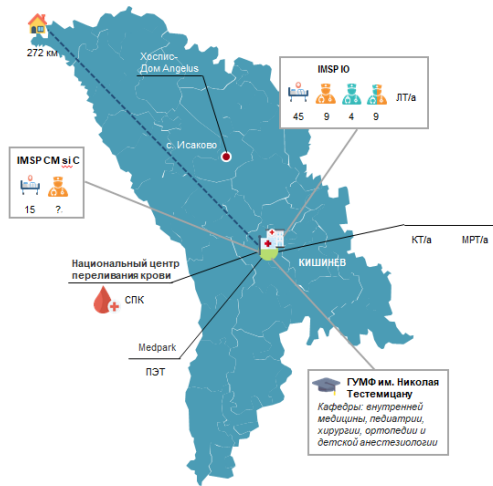 272 км
Хоспис-
Дом Angelus
IMSP IO
ЛТ/а
45 9 4 9
с. Исаково
IMSP CM si C
15 ?
КТ/а МРТ/а
КИШИНЁВ
Национальный центр
переливания крови
СПК
Medpark
ПЭТ
ГУМФ им. Николая
Тестемицану
Кафедры: внутренней
медицины, педиатрии,
хирургии, ортопедии и
детской анестезиологии